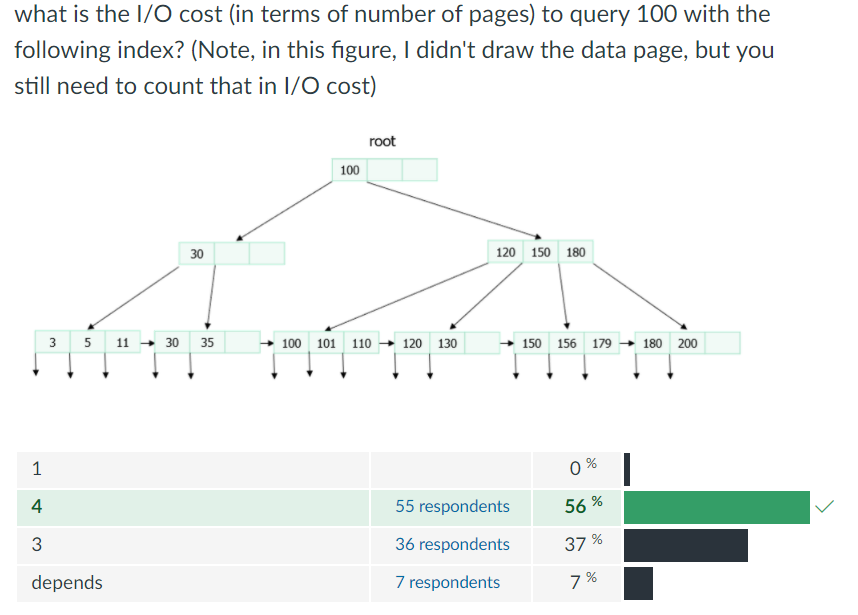 what is the I/O cost (in terms of number of pages) to query 100 with the
following index? (Note, in this figure, I didn't draw the data page, but you
still need to count that in I/O cost)
root
100
30 120 150 180
3 5 11 30 35 100 101 110 120 130 150 156 179 180 200
1 0 %
4 55 respondents 56 %
3 36 respondents 37 %
depends 7 respondents 7 %